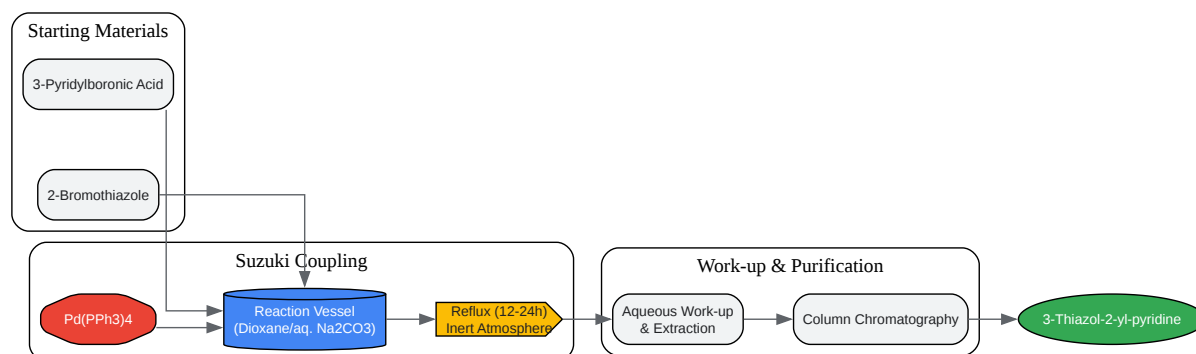 Starting Materials
3-Pyridylboronic Acid
2-Bromothiazole
Suzuki Coupling
Pd(PPh3)4
Reaction Vessel
(Dioxane/aq. Na2CO3)
Reflux (12-24h)
Inert Atmosphere
Work-up & Purification
Aqueous Work-up
& Extraction
Column Chromatography
3-Thiazol-2-yl-pyridine